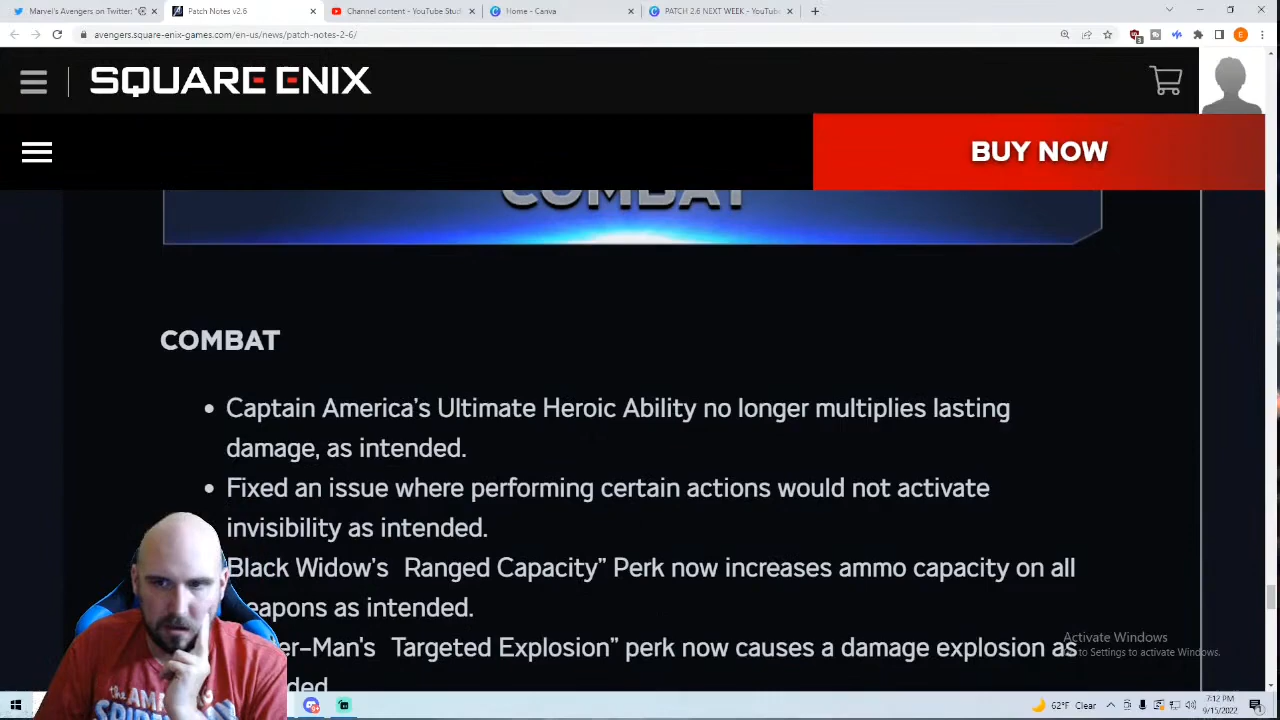 Marvel's Avengers on Twitter: "@
Patch Notes v2.6
Channel content - YouTube Studi
Home - Canva
PATCH 2.6 NEXT WEEK - YouTub
avengers.square-enix-games.com/en-us/news/patch-notes-2-6/
SQUARE ENIX
BUY NOW
COMBAT
COMBAT
• Captain America's Ultimate Heroic Ability no longer multiplies lasting
damage, as intended.
• Fixed an issue where performing certain actions would not activate
invisibility as intended.
Black Widow's Ranged Capacity” Perk now increases ammo capacity on all
eapons as intended.
er-Man's Targeted Explosion” perk now causes a damage explosion as
ded
Activate Windows
to Settings to activate Windows.
62°F Clear
7:12 PM
9/15/2022